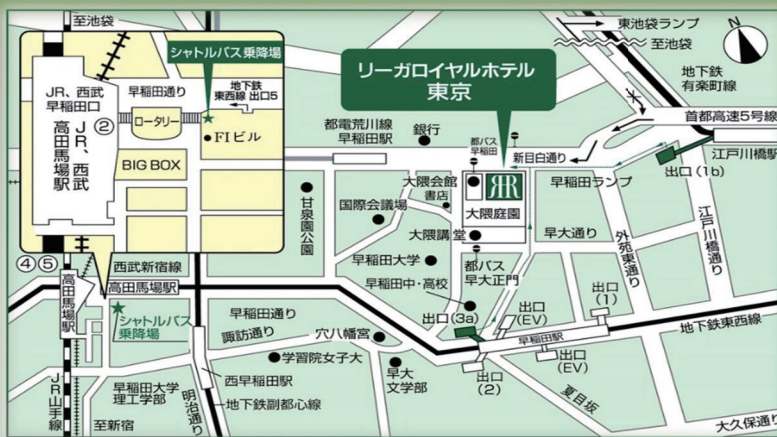 至池袋
シャトルバス乗降場
地下鉄
東西線 出口5
JR、西武
早稲田口
早稲田通り
②
ロータリー
JR、西武
高田馬場駅
FIビル
BIG BOX
④⑤
リーガロイヤルホテル
東京
東池袋ランプ
至池袋
N
地下鉄
有楽町線
首都高速5号線
江戸川橋駅
出口(1b)
都電荒川線
早稲田駅
銀行
都バス
早稲田
新目白通り
早稲田ランプ
大隈会館
書店
RR
大隈庭園
甘泉園公園
国際会議場
大隈講堂
早大通り
外苑東通り
江戸川橋通り
早稲田大学
都バス
早大正門
早稲田中・高校
西武新宿線
高田馬場駅
高田馬場駅
シャトルバス
乗降場
早稲田通り
諏訪通り
穴八幡宮
出口(3a)
出口
(EV)
出口
(1)
早稲田駅
地下鉄東西線
出口
(EV)
出口
(2)
学習院女子大
早大
文学部
西早稲田駅
早稲田大学
理工学部
明治通り
地下鉄副都心線
JR山手線
至新宿
夏目坂
大久保通り